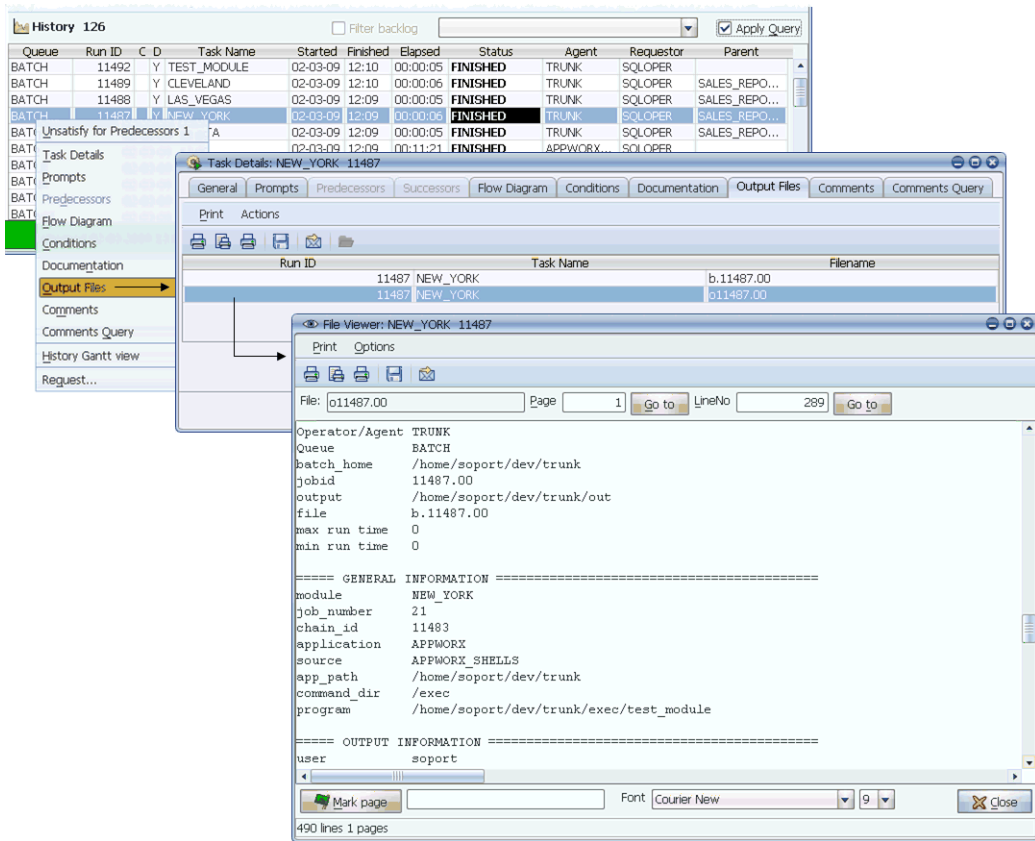 History 126
Filter backlog
Apply Query
Queue Run ID C D Task Name Started Finished Elapsed Status Agent Requestor Parent
BATCH 11492 Y TEST_MODULE 02-03-09 12:10 00:00:05 FINISHED TRUNK SQLOPER
BATCH 11489 Y CLEVELAND 02-03-09 12:10 00:00:06 FINISHED TRUNK SQLOPER SALES_REPO...
BATCH 11488 Y LAS_VEGAS 02-03-09 12:09 00:00:05 FINISHED TRUNK SQLOPER SALES_REPO...
BATCH 11487 Y NEW_YORK 02-03-09 12:09 00:00:06 FINISHED TRUNK SQLOPER SALES_REPO...
TA 02-03-09 12:09 00:00:05 FINISHED TRUNK SQLOPER SALES_REPO...
02-03-09 12:09 00:11:21 FINISHED APPWORX... SQLOPER
Unsatisfy for Predecessors 1
Task Details
Prompts
Predecessors
Flow Diagram
Conditions
Documentation
Output Files
Comments
Comments Query
History Gantt view
Request...
Task Details: NEW_YORK 11487
General Prompts Predecessors Successors Flow Diagram Conditions Documentation Output Files Comments Comments Query
Print Actions
Run ID Task Name Filename
11487 NEW_YORK b.11487.00
11487 NEW_YORK o11487.00
File Viewer: NEW_YORK 11487
Print Options
File: o11487.00 Page 1 Go to LineNo 289 Go to
Operator/Agent TRUNK
Queue BATCH
batch_home /home/soport/dev/trunk
jobid 11487.00
output /home/soport/dev/trunk/out
file b.11487.00
max run time 0
min run time 0
===== GENERAL INFORMATION ==========================================
module NEW_YORK
job_number 21
chain_id 11483
application APPWORX
source APPWORX_SHELLS
app_path /home/soport/dev/trunk
command_dir /exec
program /home/soport/dev/trunk/exec/test_module
===== OUTPUT INFORMATION ===========================================
user soport
Mark page Font Courier New 9 Close
490 lines 1 pages